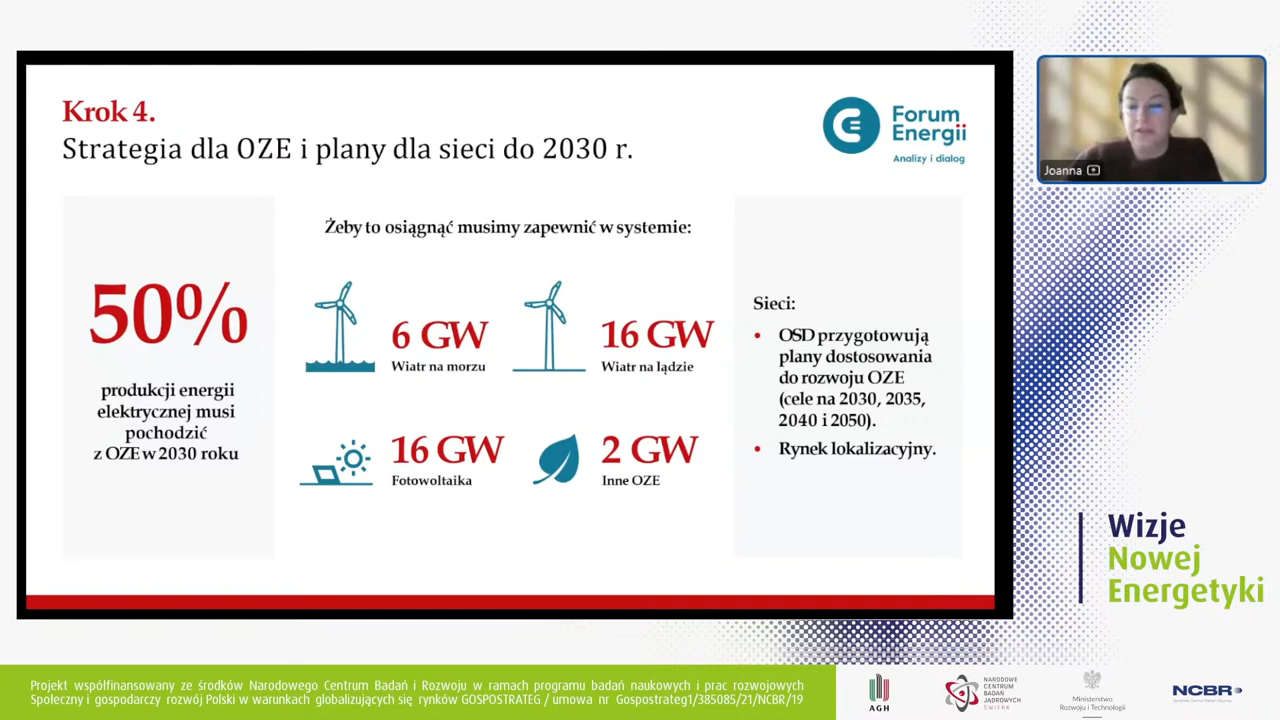 Krok 4.
Strategia dla OZE i plany dla sieci do 2030 r.
Forum
Energii
Analizy i dialog
Joanna
50%
produkcji energii
elektrycznej musi
pochodzić
z OZE w 2030 roku
Żeby to osiągnąć musimy zapewnić w systemie:
6 GW
Wiatr na morzu
16 GW
Wiatr na lądzie
16 GW
Fotowoltaika
2 GW
Inne OZE
Sieci:
• OSD przygotowują
plany dostosowania
do rozwoju OZE
(cele na 2030, 2035,
2040 i 2050).
• Rynek lokalizacyjny.
Wizje
Nowej
Energetyki
Projekt współfinansowany ze środków Narodowego Centrum Badań i Rozwoju w ramach programu badań naukowych i prac rozwojowych
Społeczny i gospodarczy rozwój Polski w warunkach globalizujących się rynków GOSPOSTRATEG / umowa nr Gospostrateg1/385085/21/NCBR/19
AGH
NARODOWE
CENTRUM
BADAŃ
JĄDROWYCH
ŚWIERK
Ministerstwo
Rozwoju i Technologii
NCBR